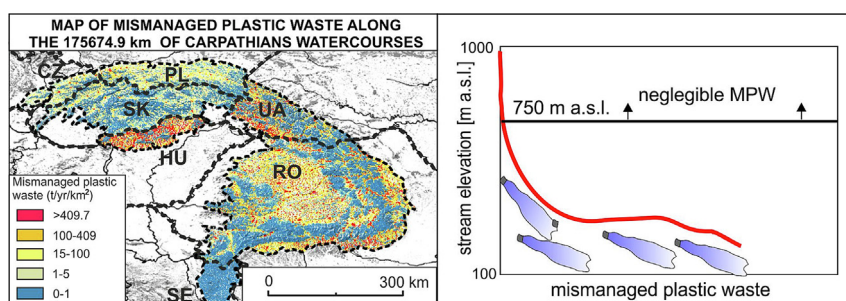 MAP OF MISMANAGED PLASTIC WASTE ALONG
THE 175674.9 km OF CARPATHIANS WATERCOURSES
CZ
PL
SK
UA
HU
RO
SE
Mismanaged plastic
waste (t/yr/km²)
>409.7
100-409
15-100
1-5
0-1
0
300 km
1000
750 m a.s.l.
neglegible MPW
stream elevation [m a.s.l.]
100
mismanaged plastic waste